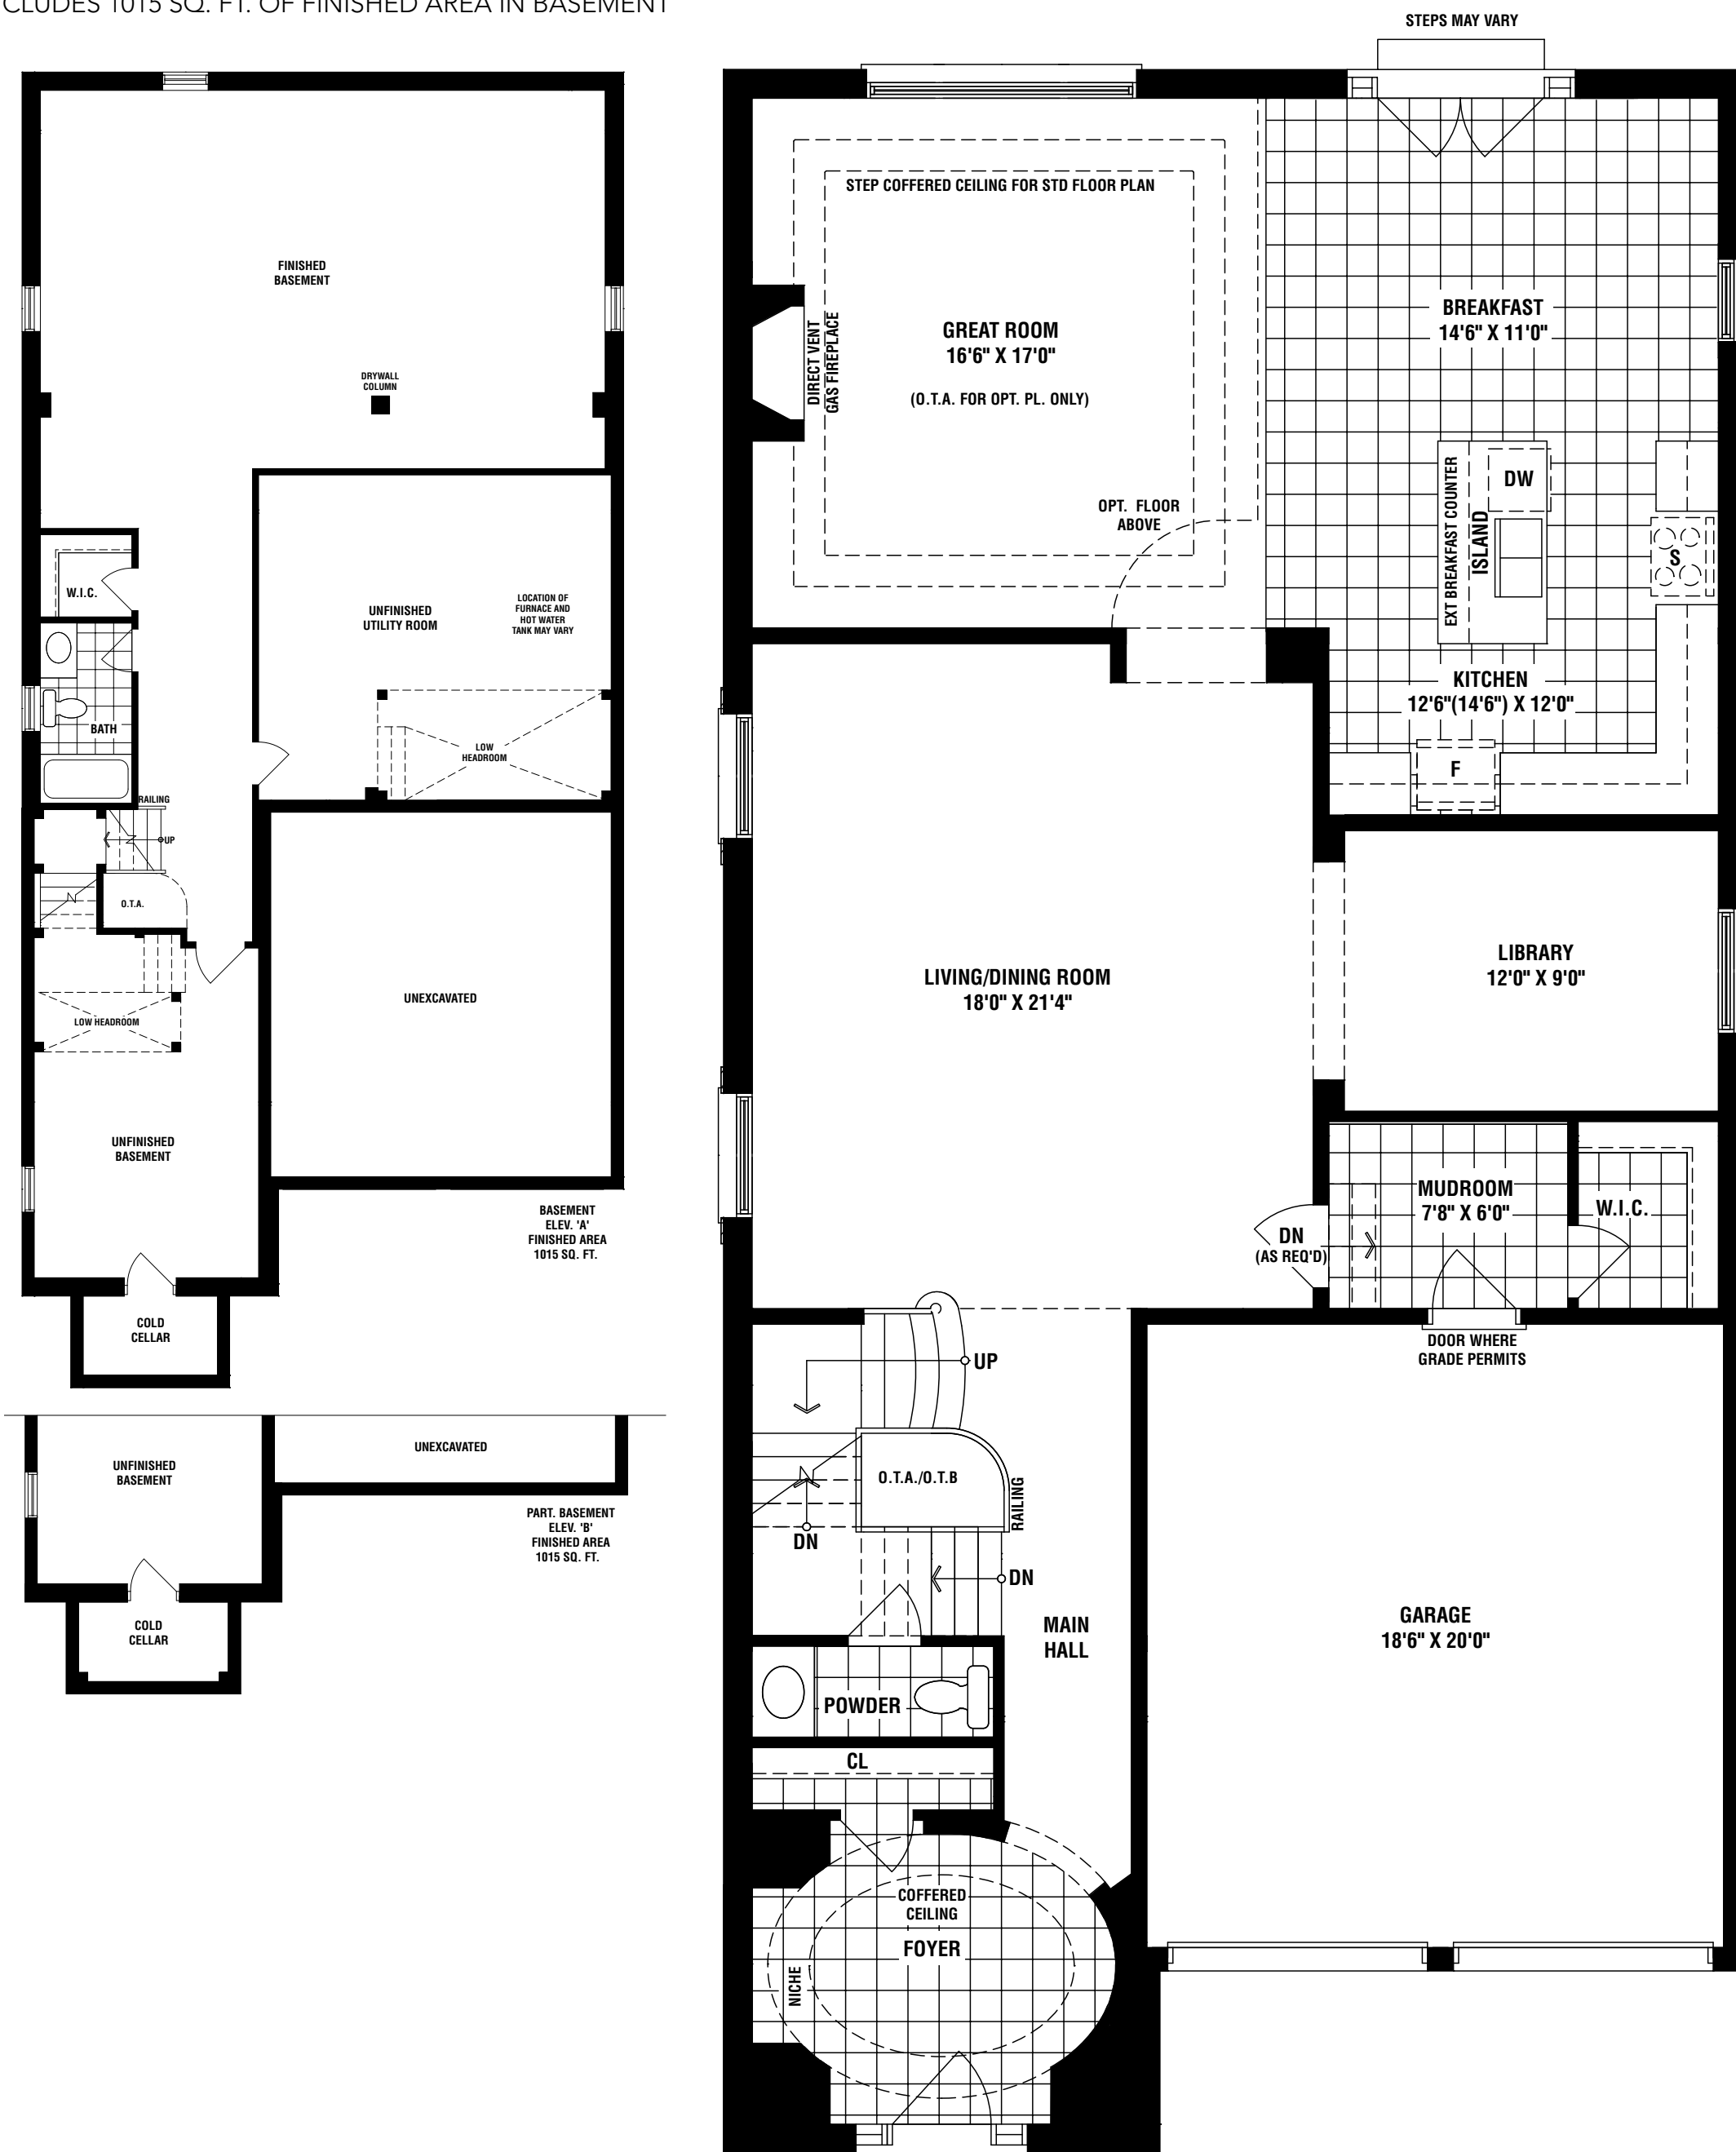 CLUDES 1015 SQ. FT. OF FINISHED AREA IN BASEMENT
FINISHED
BASEMENT
DRYWALL
COLUMN
W.I.C.
UNFINISHED
UTILITY ROOM
LOCATION OF
FURNACE AND
HOT WATER
TANK MAY VARY
BATH
LOW
HEADROOM
RAILING
UP
O.T.A.
LOW HEADROOM
UNEXCAVATED
UNFINISHED
BASEMENT
BASEMENT
ELEV. 'A'
FINISHED AREA
1015 SQ. FT.
COLD
CELLAR
UNFINISHED
BASEMENT
UNEXCAVATED
PART. BASEMENT
ELEV. 'B'
FINISHED AREA
1015 SQ. FT.
COLD
CELLAR
STEPS MAY VARY
STEP COFFERED CEILING FOR STD FLOOR PLAN
DIRECT VENT
GAS FIREPLACE
GREAT ROOM
16'6" X 17'0"
(O.T.A. FOR OPT. PL. ONLY)
OPT. FLOOR
ABOVE
BREAKFAST
14'6" X 11'0"
EXT BREAKFAST COUNTER
ISLAND
DW
S
KITCHEN
12'6"(14'6") X 12'0"
F
LIVING/DINING ROOM
18'0" X 21'4"
LIBRARY
12'0" X 9'0"
MUDROOM
7'8" X 6'0"
W.I.C.
DN
(AS REQ'D)
DOOR WHERE
GRADE PERMITS
UP
O.T.A./O.T.B
RAILING
DN
DN
MAIN
HALL
GARAGE
18'6" X 20'0"
POWDER
CL
COFFERED
CEILING
FOYER
NICHE